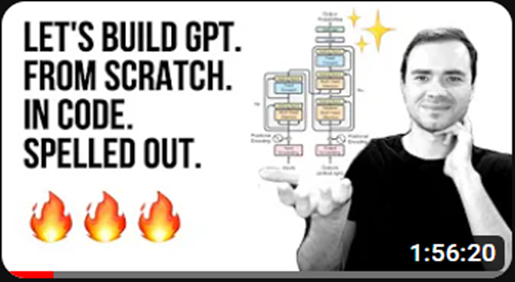 LET'S BUILD GPT.
FROM SCRATCH.
IN CODE.
SPELLED OUT.
1:56:20